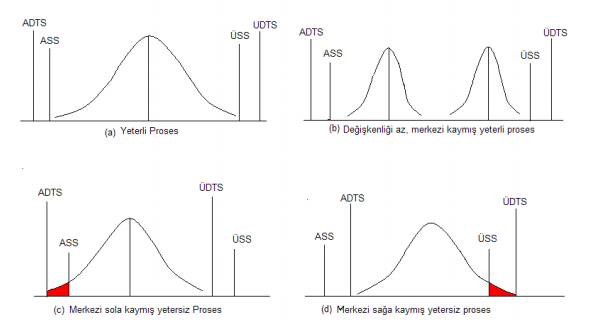 ADTS
ASS
ÜSS
UDTS
(a) Yeterli Proses
ADTS
ASS
ÜSS
ÜDTS
(b) Değişkenliği az, merkezi kaymış yeterli proses
ADTS
ASS
ÜDTS
ÜSS
(c) Merkezi sola kaymış yetersiz Proses
ASS
ADTS
ÜSS
ÜDTS
(d) Merkezi sağa kaymış yetersiz proses